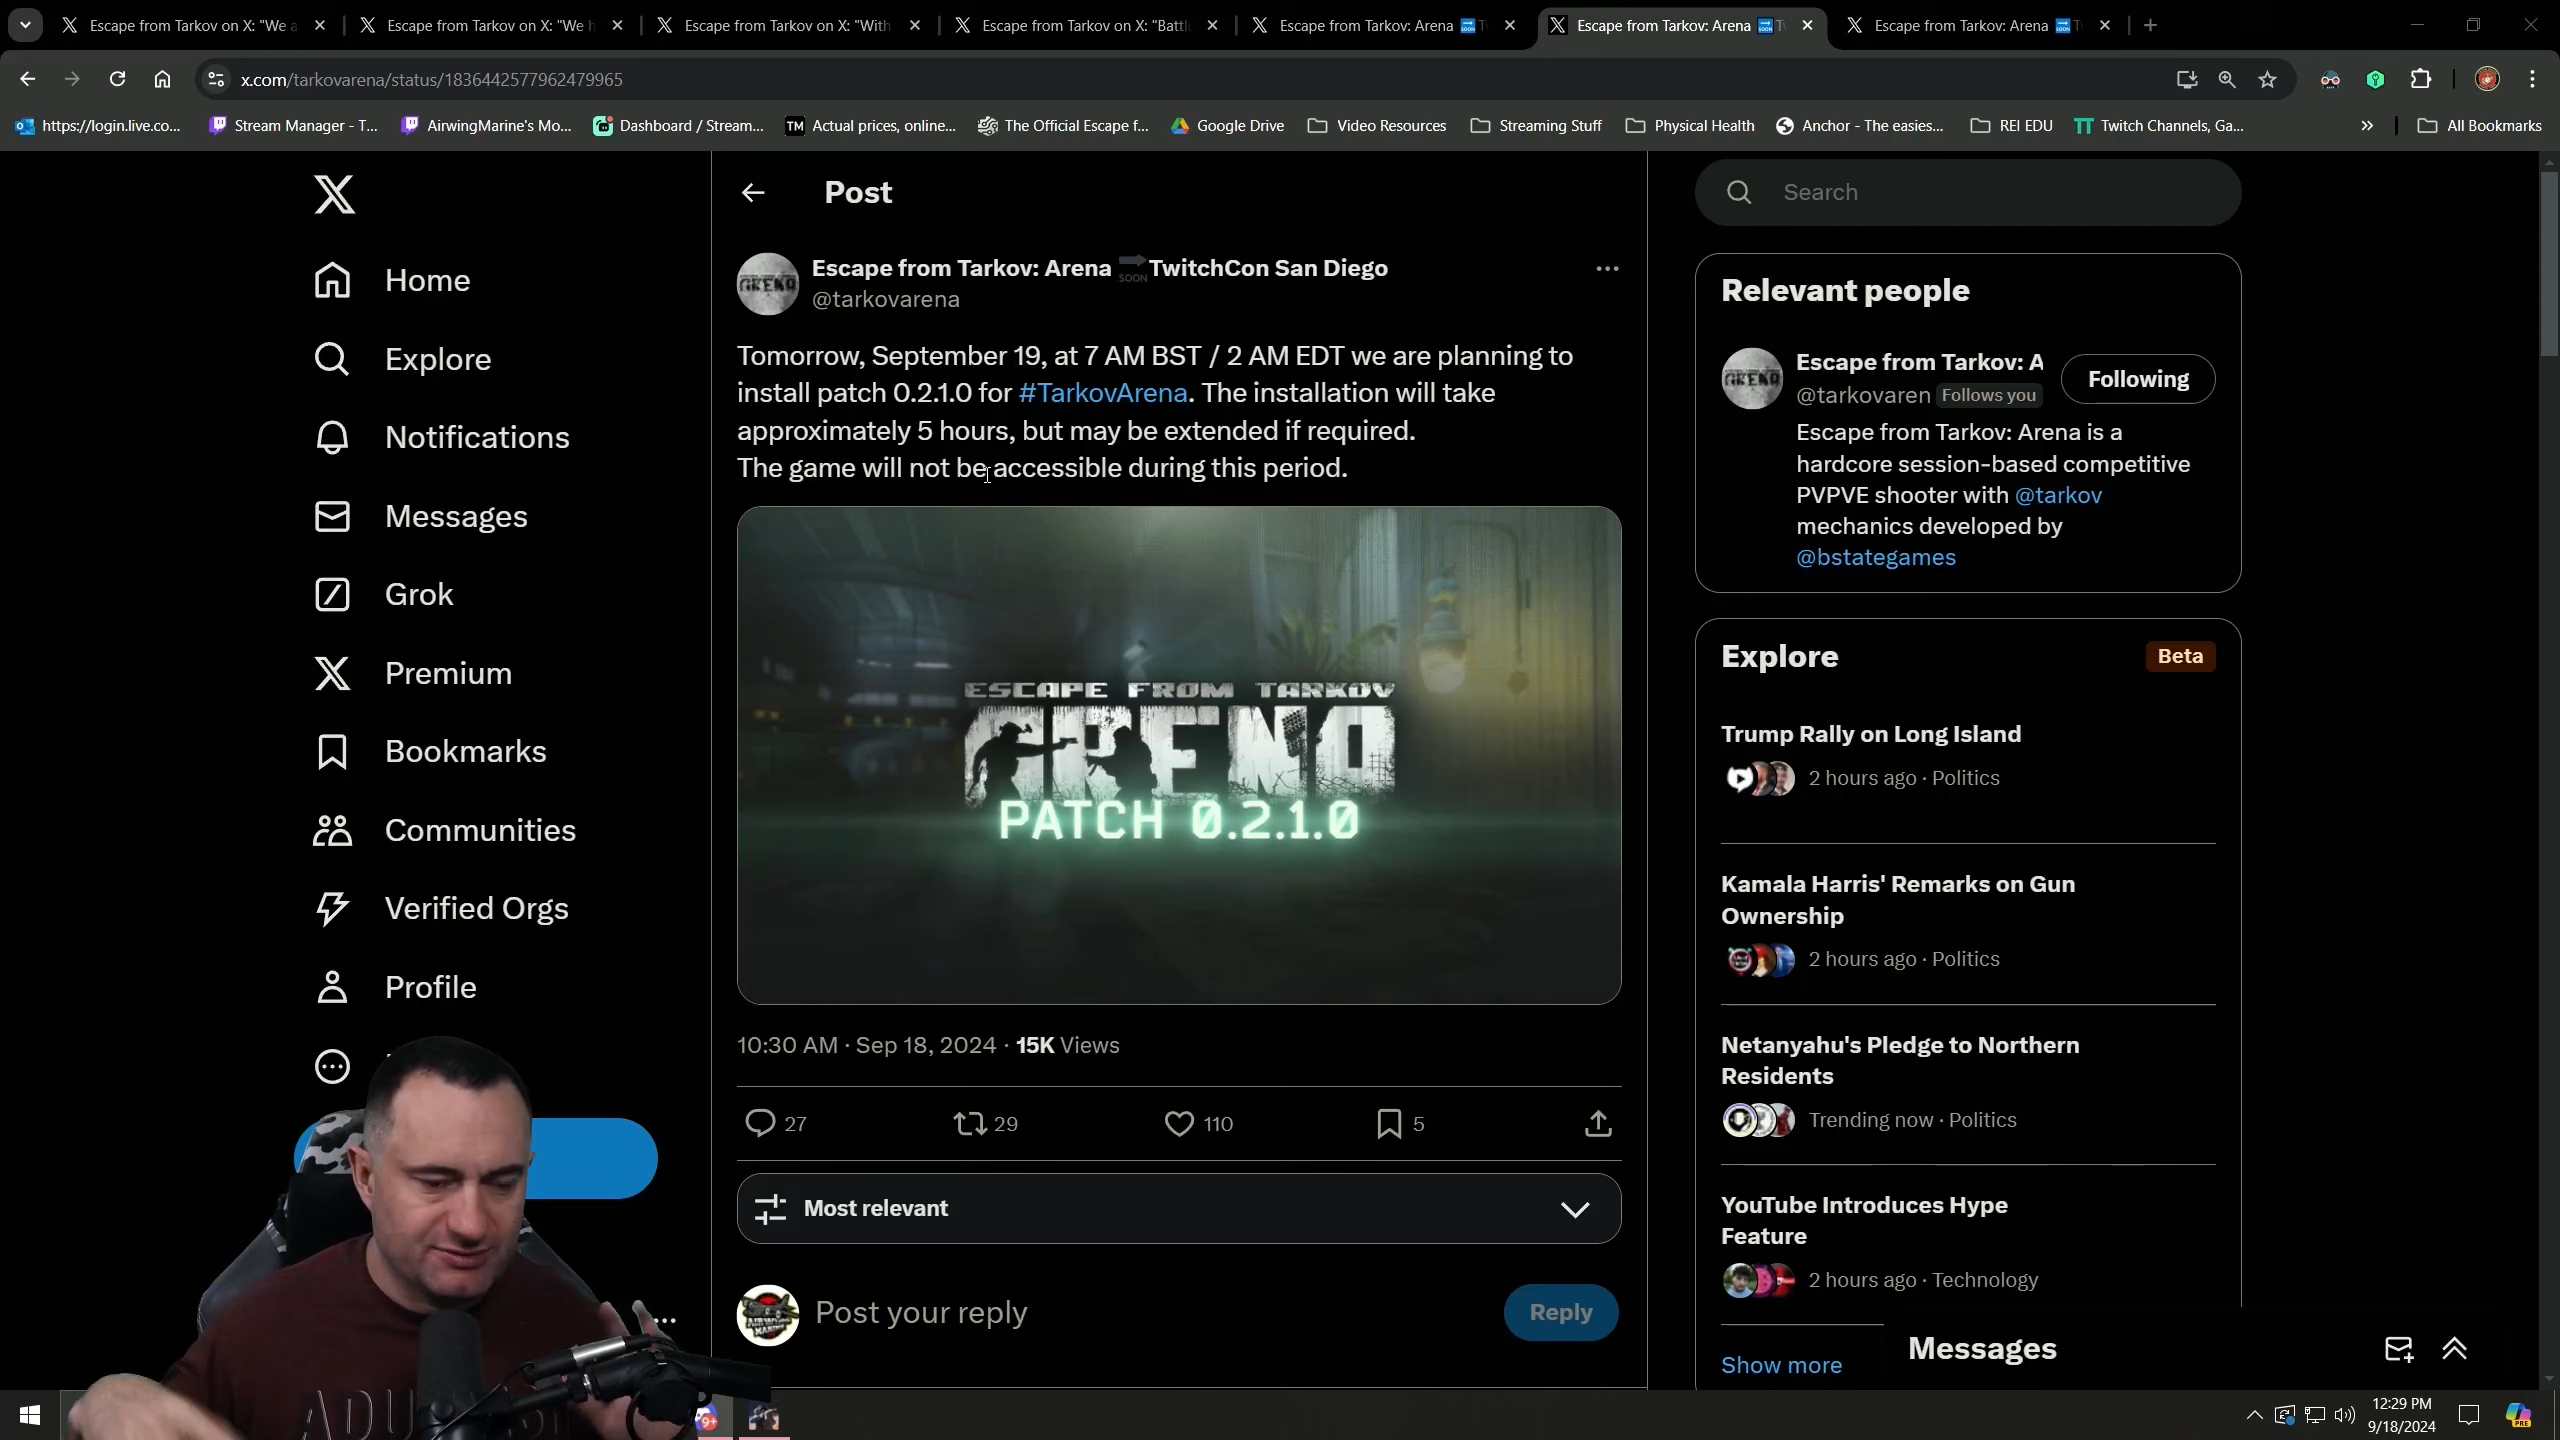 Escape from Tarkov on X: "We a
Escape from Tarkov on X: "We h
Escape from Tarkov on X: "With
Escape from Tarkov on X: "Battl
Escape from Tarkov: Arena 🔜 T
Escape from Tarkov: Arena 🔜 Tw
Escape from Tarkov: Arena 🔜 T
x.com/tarkovarena/status/1836442577962479965
https://login.live.co...
Stream Manager - T...
AirwingMarine's Mo...
Dashboard / Stream...
TM Actual prices, online...
The Official Escape f...
Google Drive
Video Resources
Streaming Stuff
Physical Health
Anchor - The easies...
REI EDU
TT Twitch Channels, Ga...
All Bookmarks
Home
Explore
Notifications
Messages
Grok
Premium
Bookmarks
Communities
Verified Orgs
Profile
Post
Escape from Tarkov: Arena 🔜TwitchCon San Diego
@tarkovarena
Tomorrow, September 19, at 7 AM BST / 2 AM EDT we are planning to
install patch 0.2.1.0 for #TarkovArena. The installation will take
approximately 5 hours, but may be extended if required.
The game will not be accessible during this period.
ESCAPE FROM TARKOV
ARENA
PATCH 0.2.1.0
10:30 AM · Sep 18, 2024 · 15K Views
27 29 110 5
Most relevant
Post your reply
Reply
Search
Relevant people
Escape from Tarkov: A
@tarkovaren Follows you
Following
Escape from Tarkov: Arena is a
hardcore session-based competitive
PVPVE shooter with @tarkov
mechanics developed by
@bstategames
Explore
Beta
Trump Rally on Long Island
2 hours ago · Politics
Kamala Harris' Remarks on Gun
Ownership
2 hours ago · Politics
Netanyahu's Pledge to Northern
Residents
Trending now · Politics
YouTube Introduces Hype
Feature
2 hours ago · Technology
Show more
Messages
9+
12:29 PM
9/18/2024
PRE